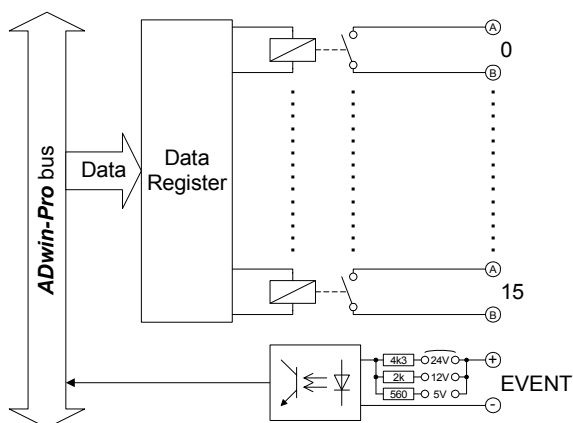 A
0
B
ADwin-Pro bus
Data
Data
Register
A
15
B
4k3 24V +
2k 12V EVENT
560 5V -